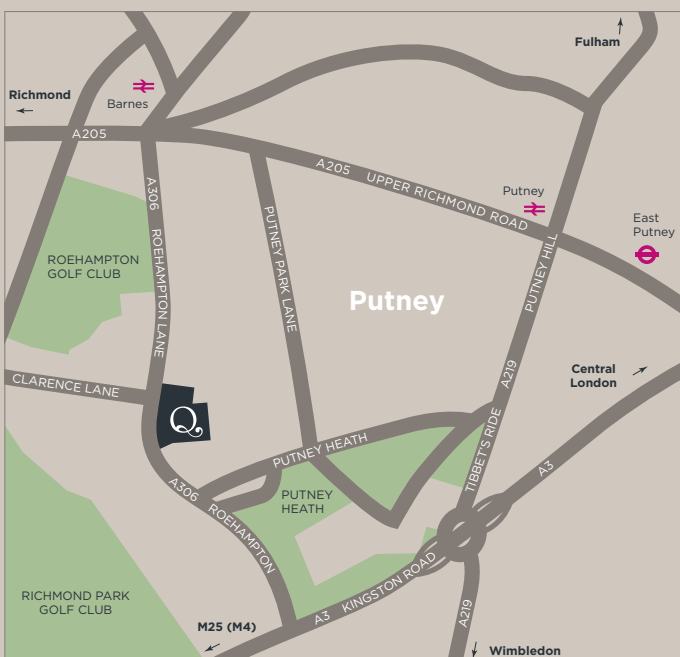 Fulham
Richmond
Barnes
A205
A205 UPPER RICHMOND ROAD
Putney
East
Putney
A306 ROEHAMPTON LANE
PUTNEY PARK LANE
PUTNEY HILL
ROEHAMPTON
GOLF CLUB
Putney
CLARENCE LANE
A219
Central
London
Q
PUTNEY HEATH
TIBBET'S RIDE
A3
A306 ROEHAMPTON
PUTNEY
HEATH
RICHMOND PARK
GOLF CLUB
A3 KINGSTON ROAD
A219
M25 (M4)
Wimbledon